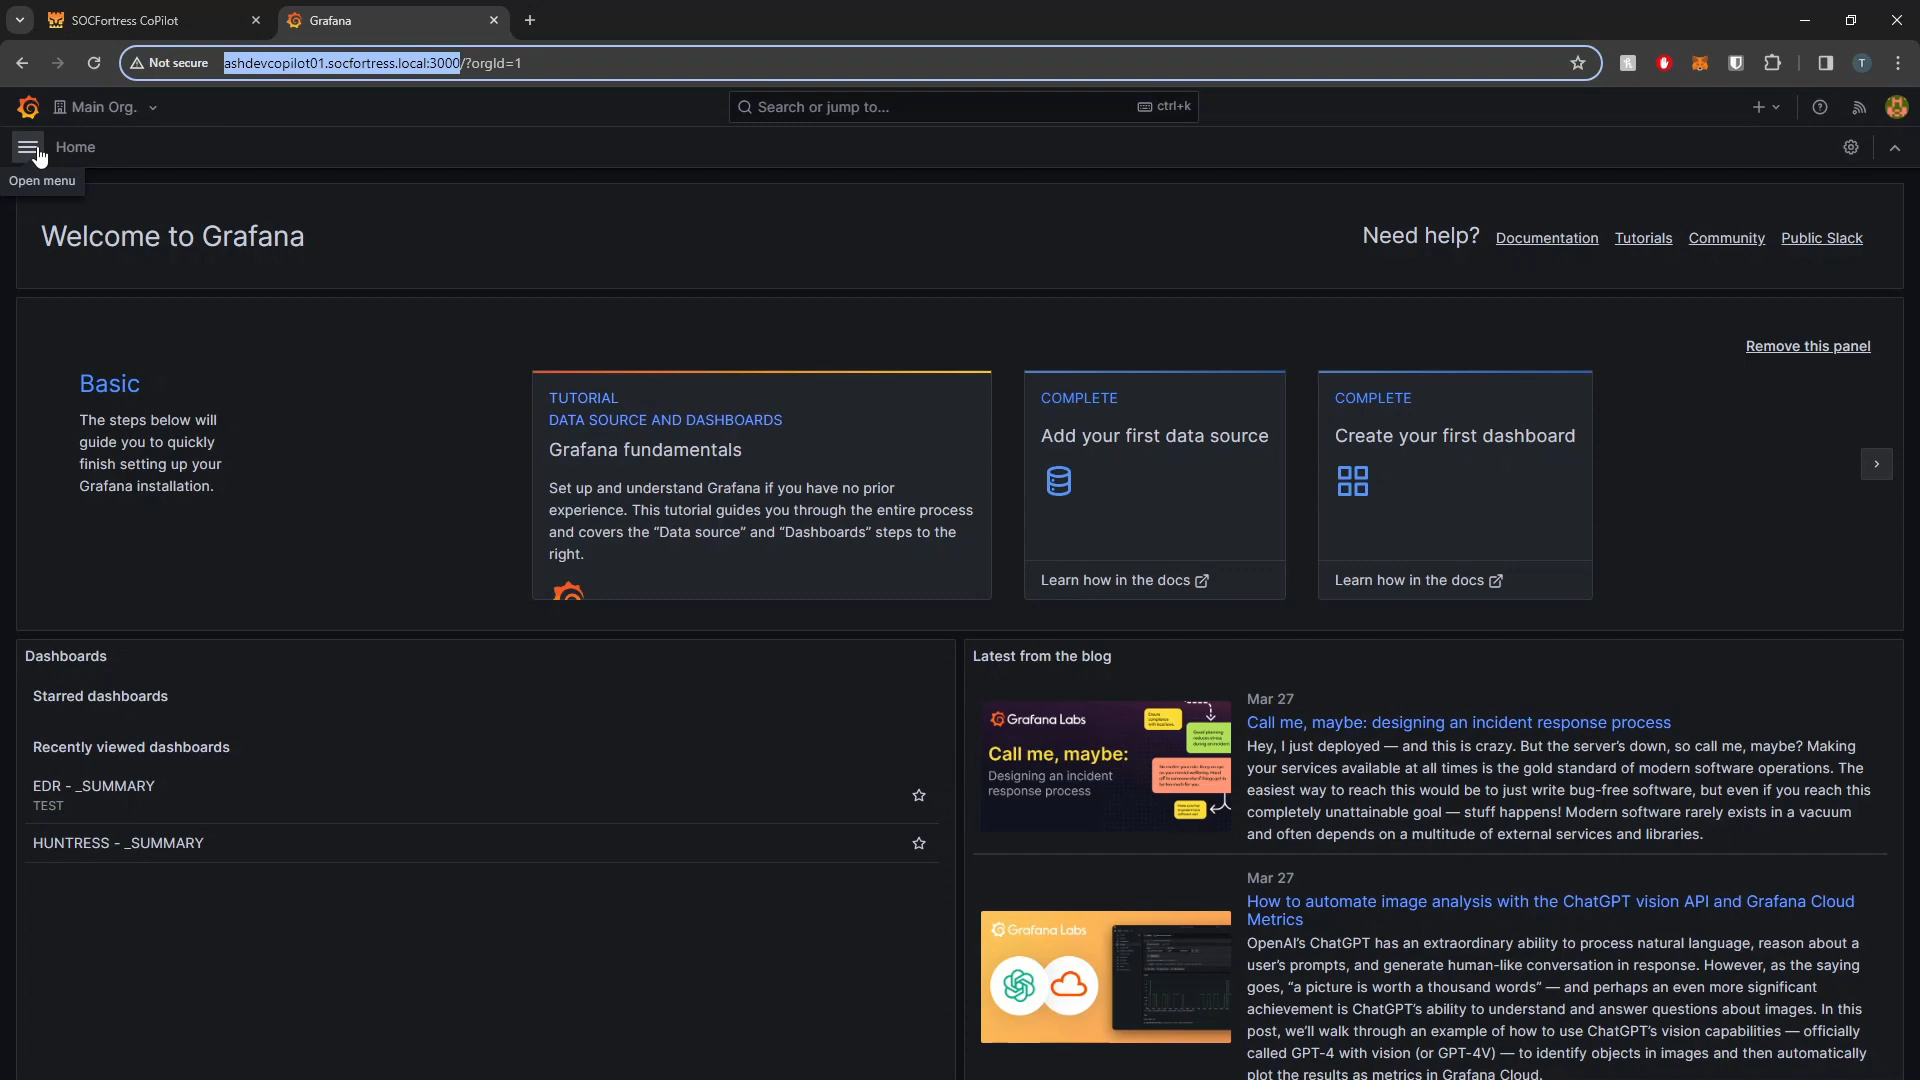 SOCFortress CoPilot
Grafana
Not secure
ashdevcopilot01.socfortress.local:3000/?orgId=1
T
Main Org.
Search or jump to...
ctrl+k
Home
Open menu
Welcome to Grafana
Need help?
Documentation
Tutorials
Community
Public Slack
Remove this panel
Basic
The steps below will
guide you to quickly
finish setting up your
Grafana installation.
TUTORIAL
DATA SOURCE AND DASHBOARDS
Grafana fundamentals
Set up and understand Grafana if you have no prior
experience. This tutorial guides you through the entire process
and covers the “Data source” and “Dashboards” steps to the
right.
COMPLETE
Add your first data source
Learn how in the docs
COMPLETE
Create your first dashboard
Learn how in the docs
Dashboards
Starred dashboards
Recently viewed dashboards
EDR - _SUMMARY
TEST
HUNTRESS - _SUMMARY
Latest from the blog
Grafana Labs
Call me, maybe:
Designing an incident
response process
Mar 27
Call me, maybe: designing an incident response process
Hey, I just deployed — and this is crazy. But the server’s down, so call me, maybe? Making
your services available at all times is the gold standard of modern software operations. The
easiest way to reach this would be to just write bug-free software, but even if you reach this
completely unattainable goal — stuff happens! Modern software rarely exists in a vacuum
and often depends on a multitude of external services and libraries.
Grafana Labs
Mar 27
How to automate image analysis with the ChatGPT vision API and Grafana Cloud
Metrics
OpenAI’s ChatGPT has an extraordinary ability to process natural language, reason about a
user’s prompts, and generate human-like conversation in response. However, as the saying
goes, “a picture is worth a thousand words” — and perhaps an even more significant
achievement is ChatGPT’s ability to understand and answer questions about images. In this
post, we’ll walk through an example of how to use ChatGPT’s vision capabilities — officially
called GPT-4 with vision (or GPT-4V) — to identify objects in images and then automatically
plot the results as metrics in Grafana Cloud.